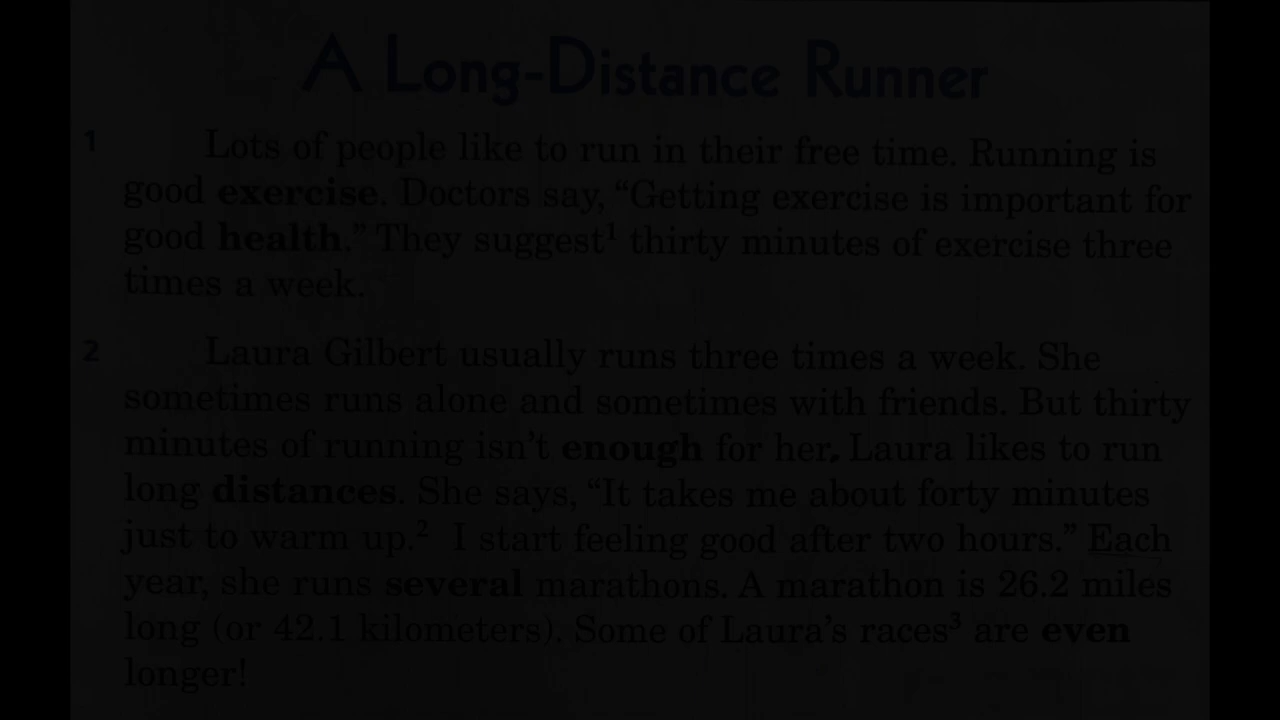 A Long-Distance Runner
1 Lots of people like to run in their free time. Running is
good exercise. Doctors say, “Getting exercise is important for
good health.” They suggest¹ thirty minutes of exercise three
times a week.
2 Laura Gilbert usually runs three times a week. She
sometimes runs alone and sometimes with friends. But thirty
minutes of running isn’t enough for her. Laura likes to run
long distances. She says, “It takes me about forty minutes
just to warm up.² I start feeling good after two hours.” Each
year, she runs several marathons. A marathon is 26.2 miles
long (or 42.1 kilometers). Some of Laura’s races³ are even
longer!